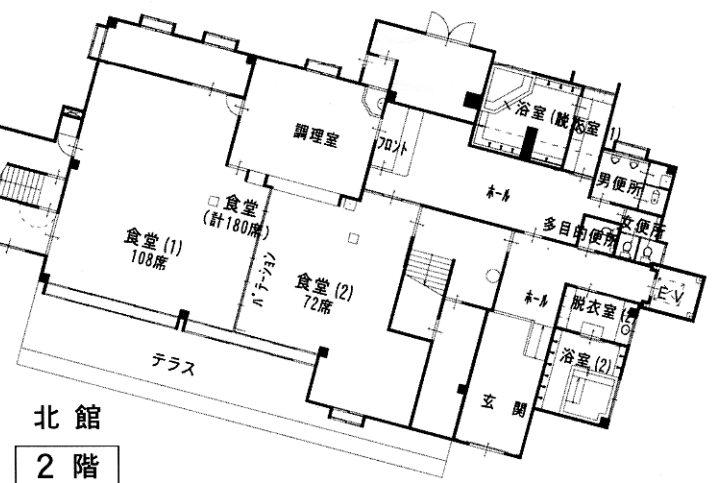 浴室(1)
脱衣室(1)
調理室
フロント
ホール
男便所
女便所
多目的便所
食堂
(計180席)
食堂(1)
108席
パーテーション
食堂(2)
72席
ホール
EV
脱衣室(2)
浴室(2)
テラス
玄関
北館
2階